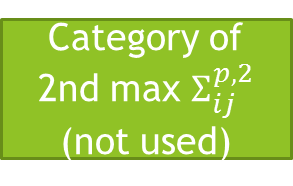 Category of
2nd max Σ_{ij}^{p,2}
(not used)